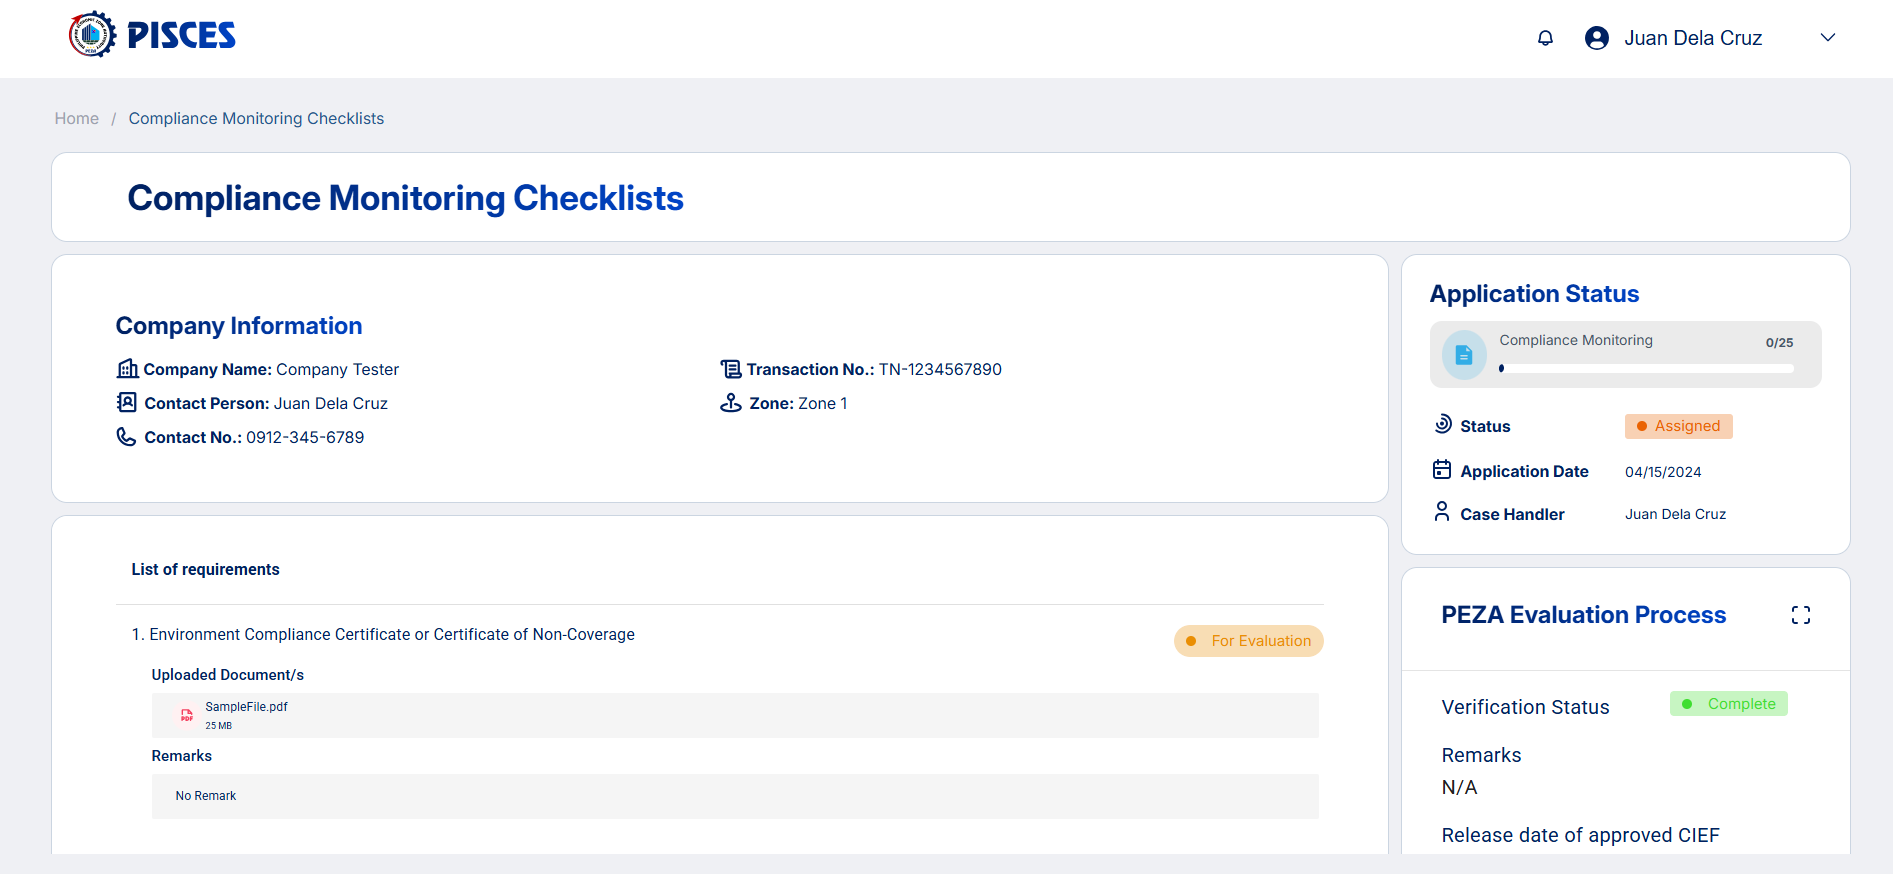 PISCES
Juan Dela Cruz
Home / Compliance Monitoring Checklists
Compliance Monitoring Checklists
Company Information
Company Name: Company Tester
Transaction No.: TN-1234567890
Contact Person: Juan Dela Cruz
Zone: Zone 1
Contact No.: 0912-345-6789
List of requirements
1. Environment Compliance Certificate or Certificate of Non-Coverage
For Evaluation
Uploaded Document/s
PDF
SampleFile.pdf
25 MB
Remarks
No Remark
Application Status
Compliance Monitoring
0/25
Status
Assigned
Application Date
04/15/2024
Case Handler
Juan Dela Cruz
PEZA Evaluation Process
Verification Status
Complete
Remarks
N/A
Release date of approved CIEF